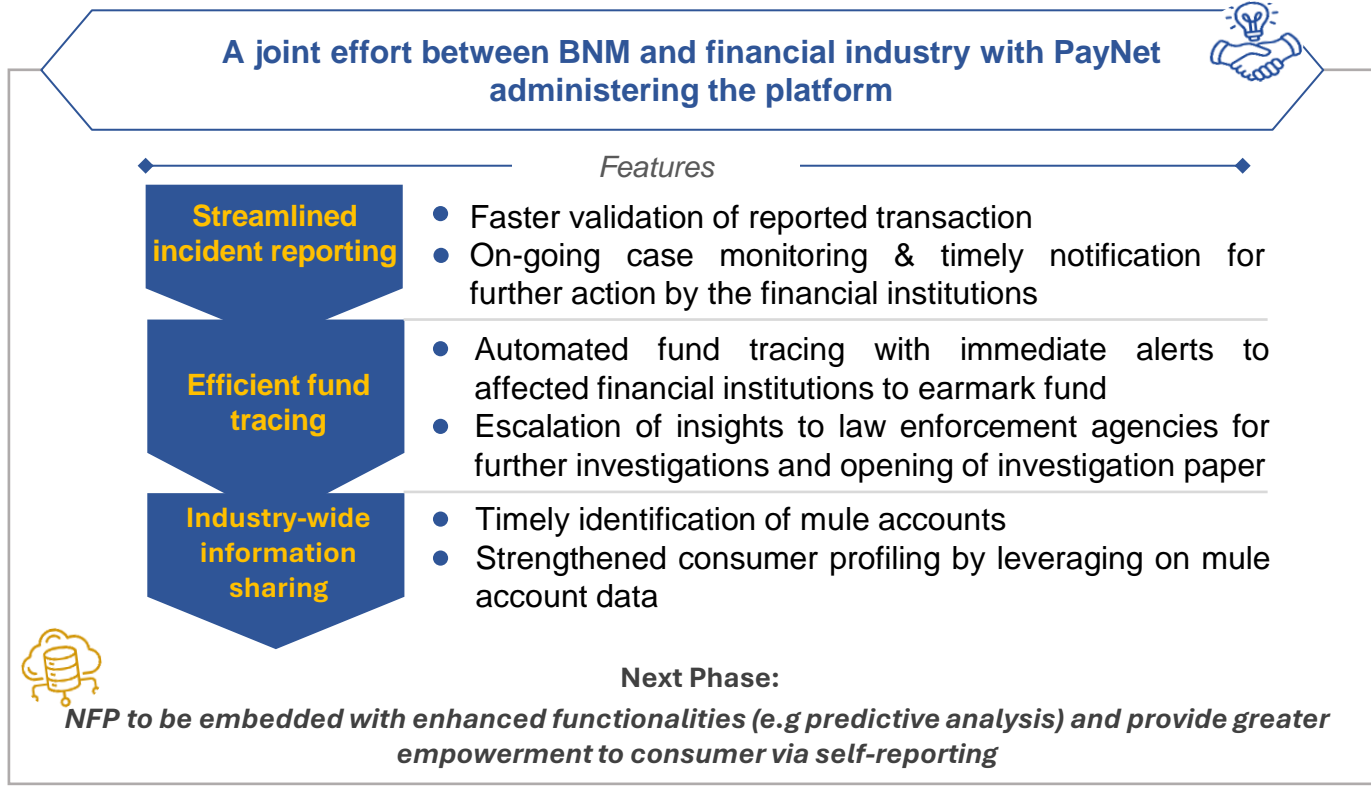 A joint effort between BNM and financial industry with PayNet
administering the platform
Features
Streamlined
incident reporting
● Faster validation of reported transaction
● On-going case monitoring & timely notification for
further action by the financial institutions
Efficient fund
tracing
● Automated fund tracing with immediate alerts to
affected financial institutions to earmark fund
● Escalation of insights to law enforcement agencies for
further investigations and opening of investigation paper
Industry-wide
information
sharing
● Timely identification of mule accounts
● Strengthened consumer profiling by leveraging on mule
account data
Next Phase:
NFP to be embedded with enhanced functionalities (e.g predictive analysis) and provide greater
empowerment to consumer via self-reporting